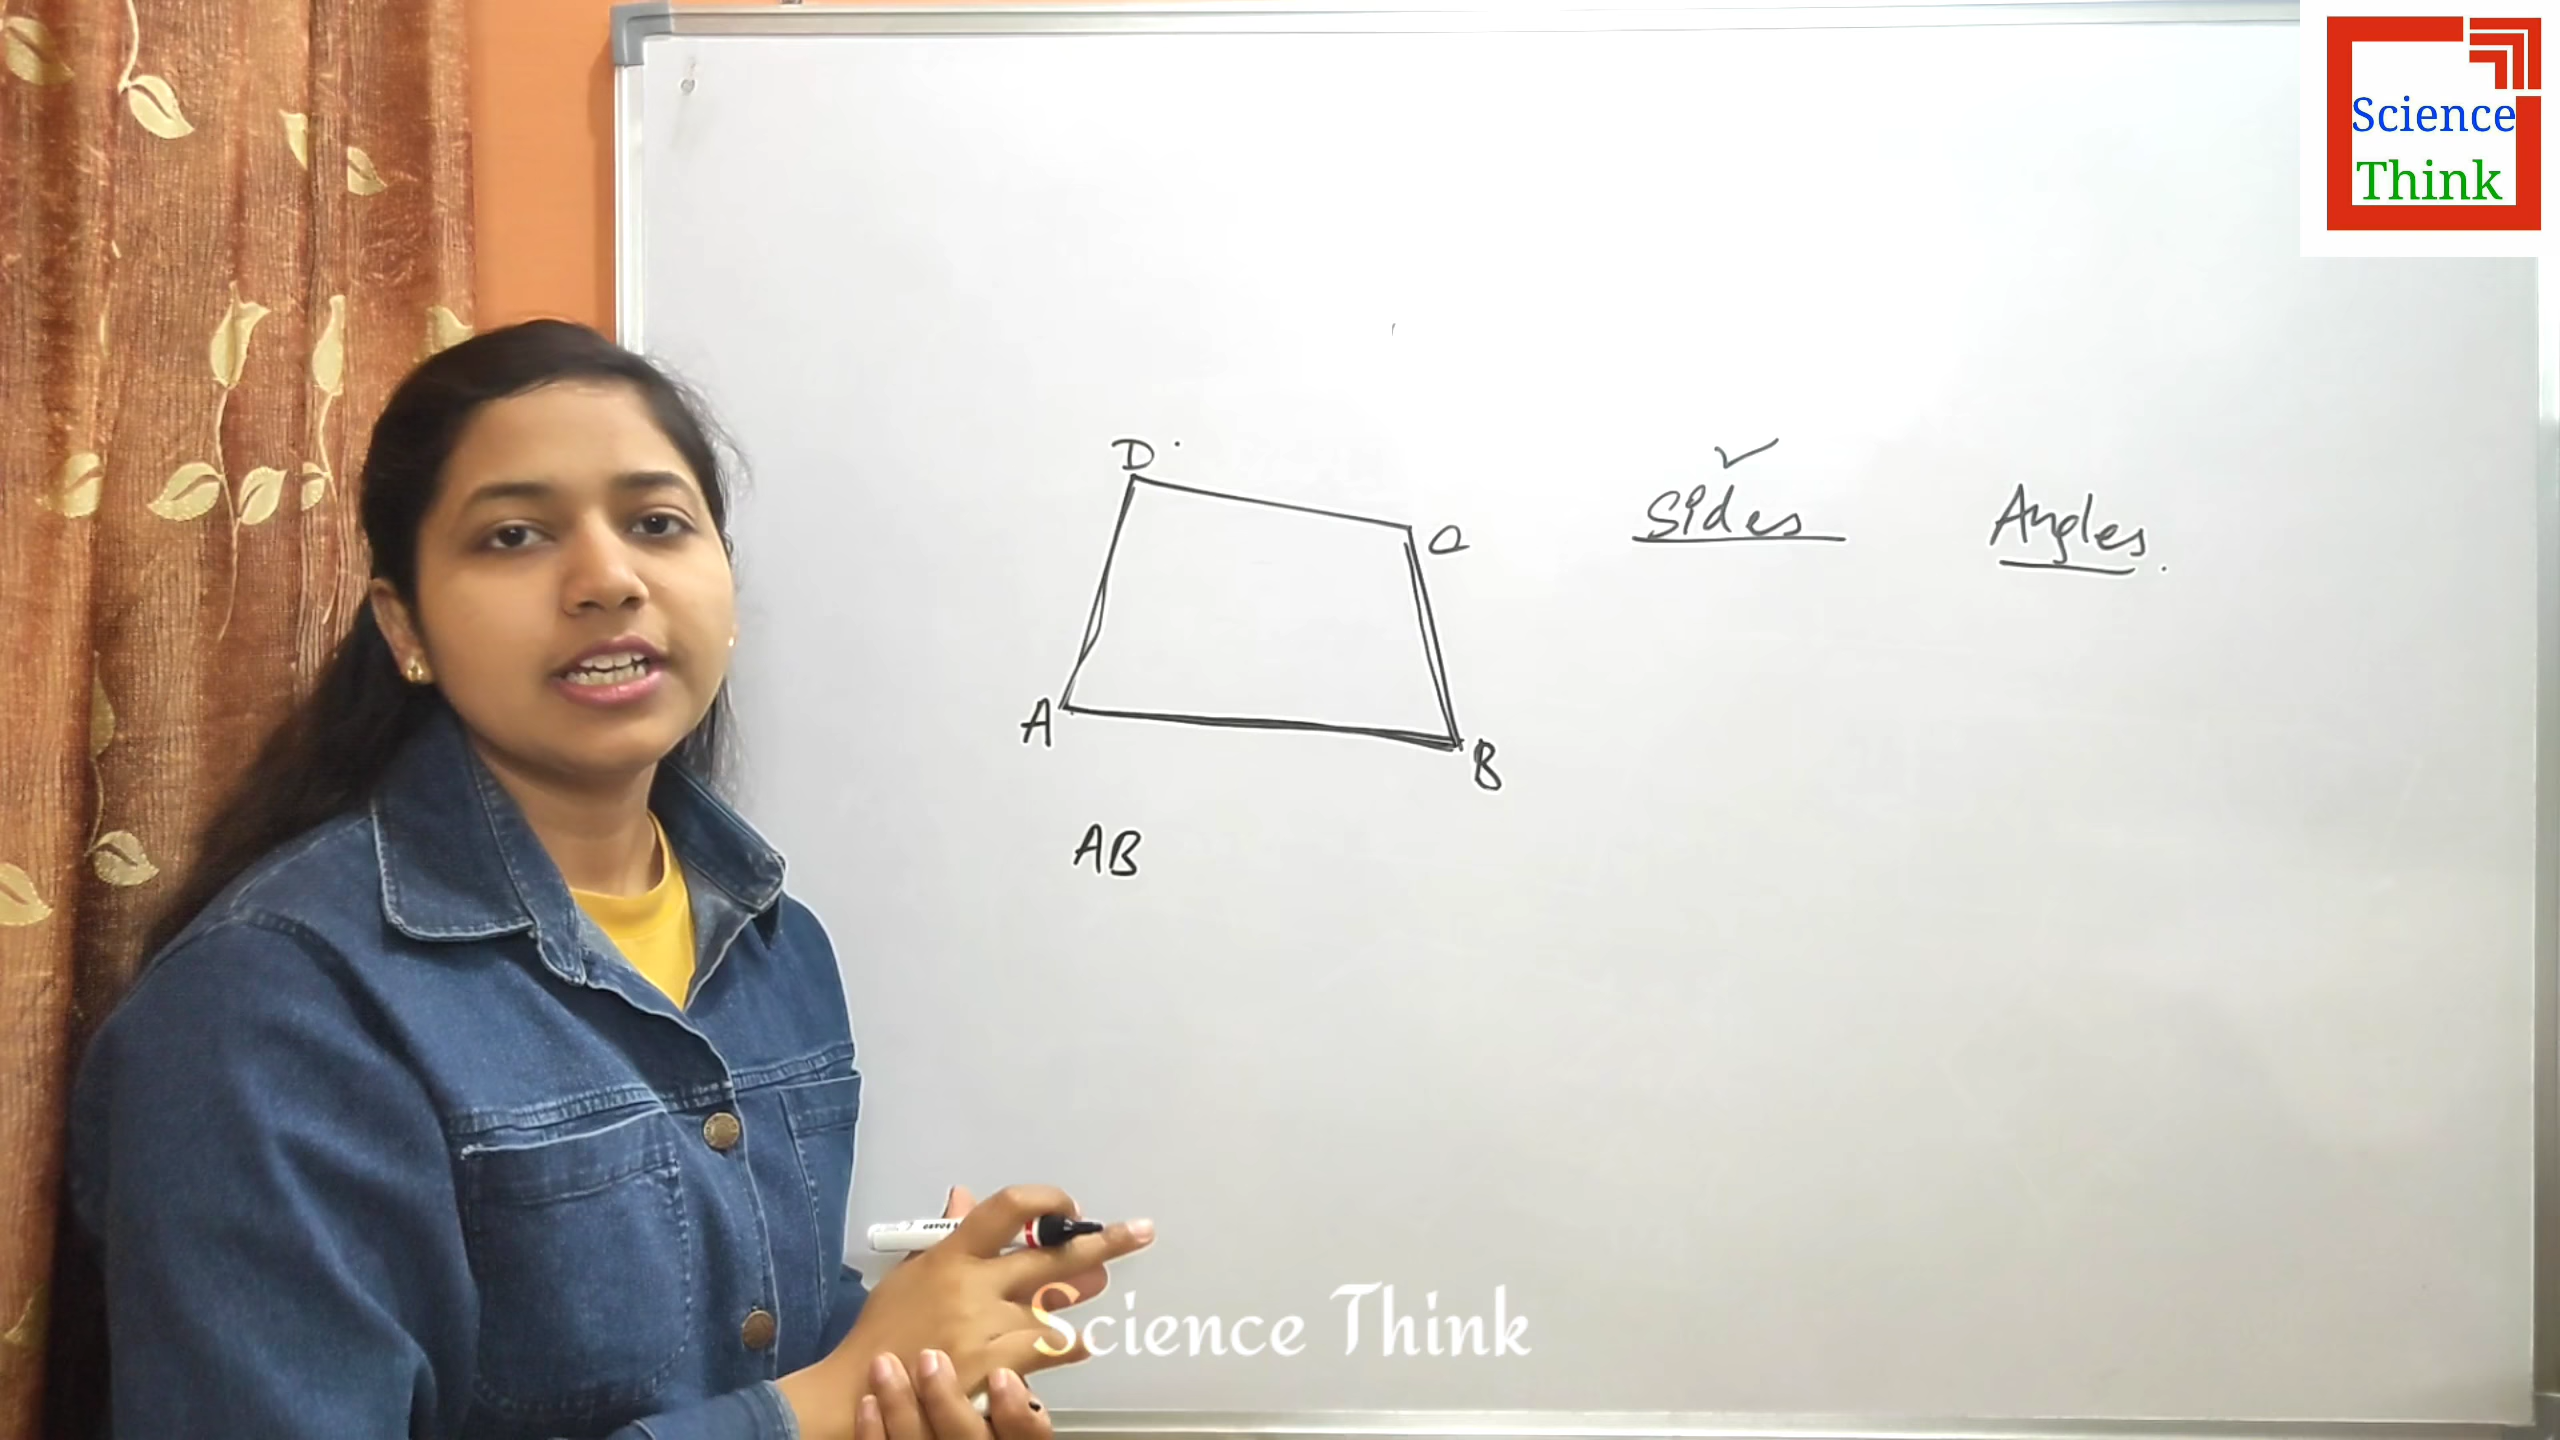 Science
Think
D
C
Sides
Angles.
A
B
AB
Science Think